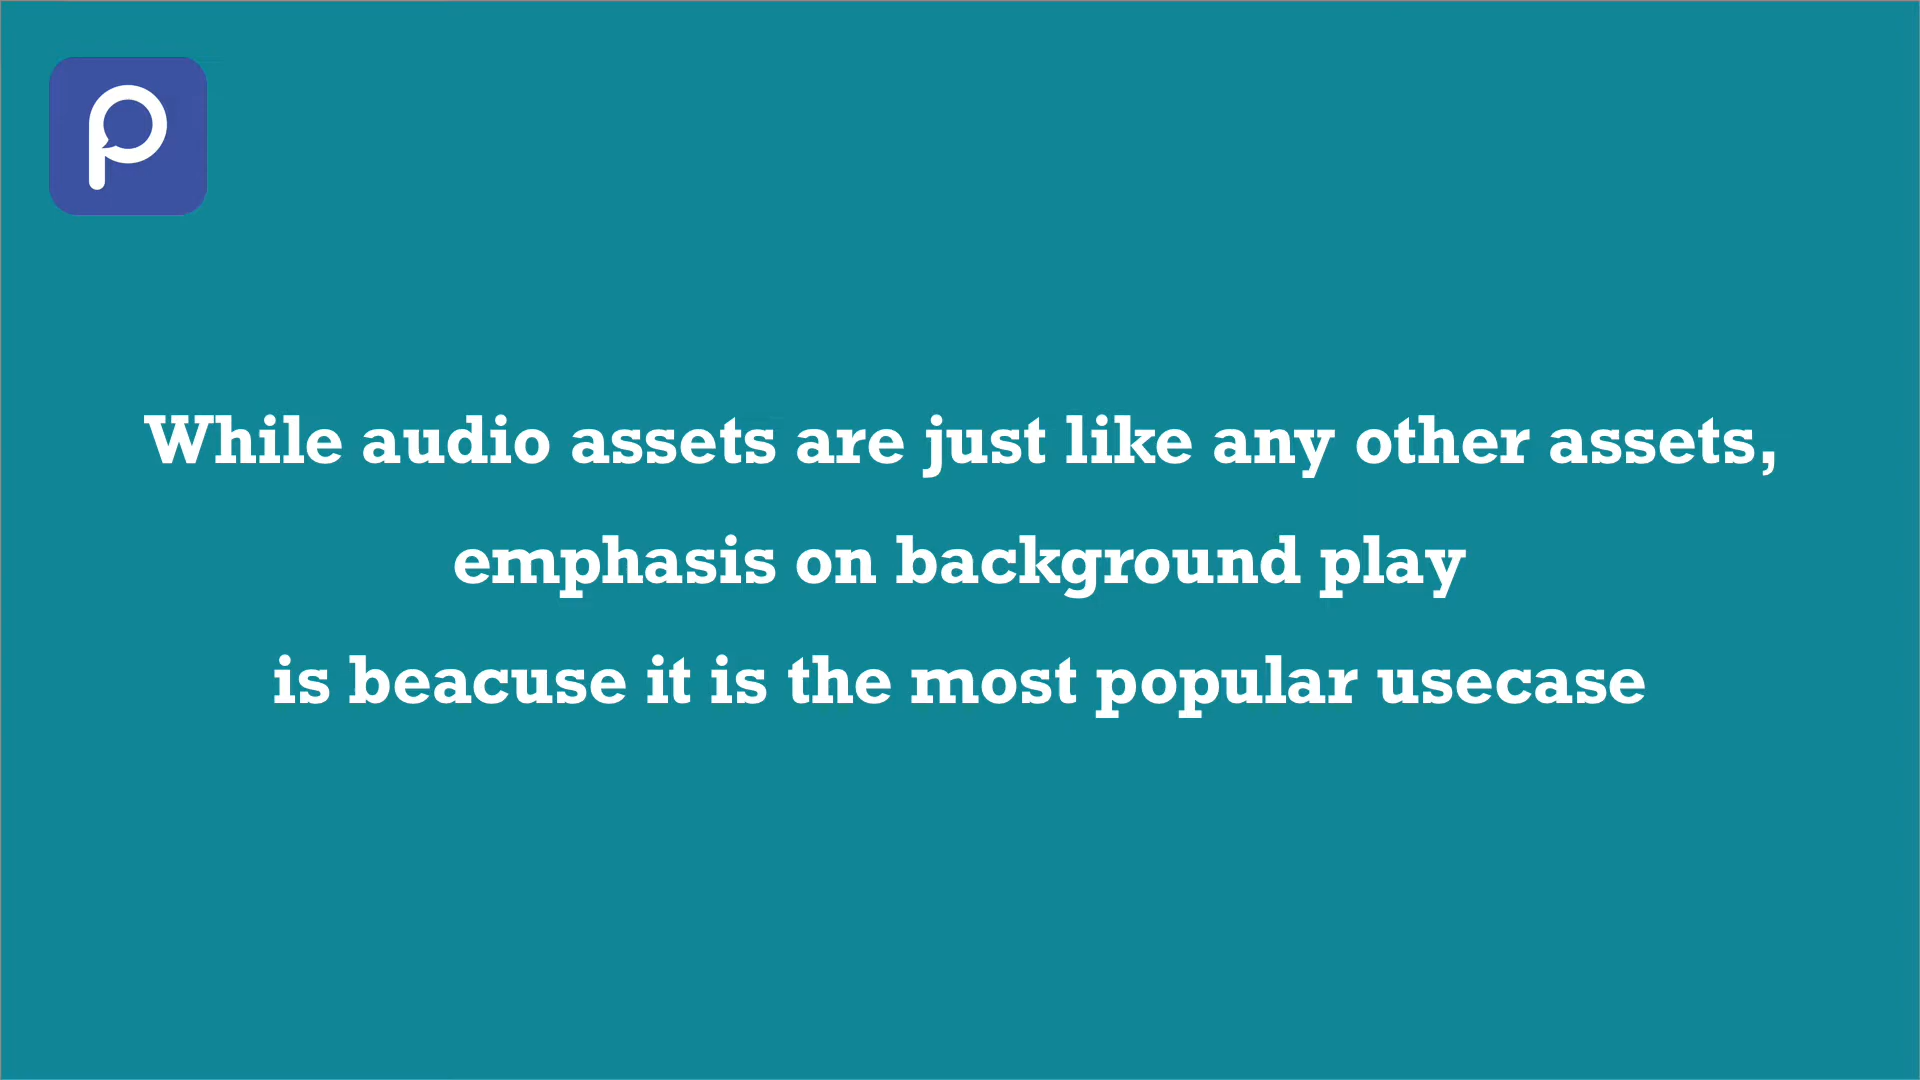 While audio assets are just like any other assets,
emphasis on background play
is beacuse it is the most popular usecase